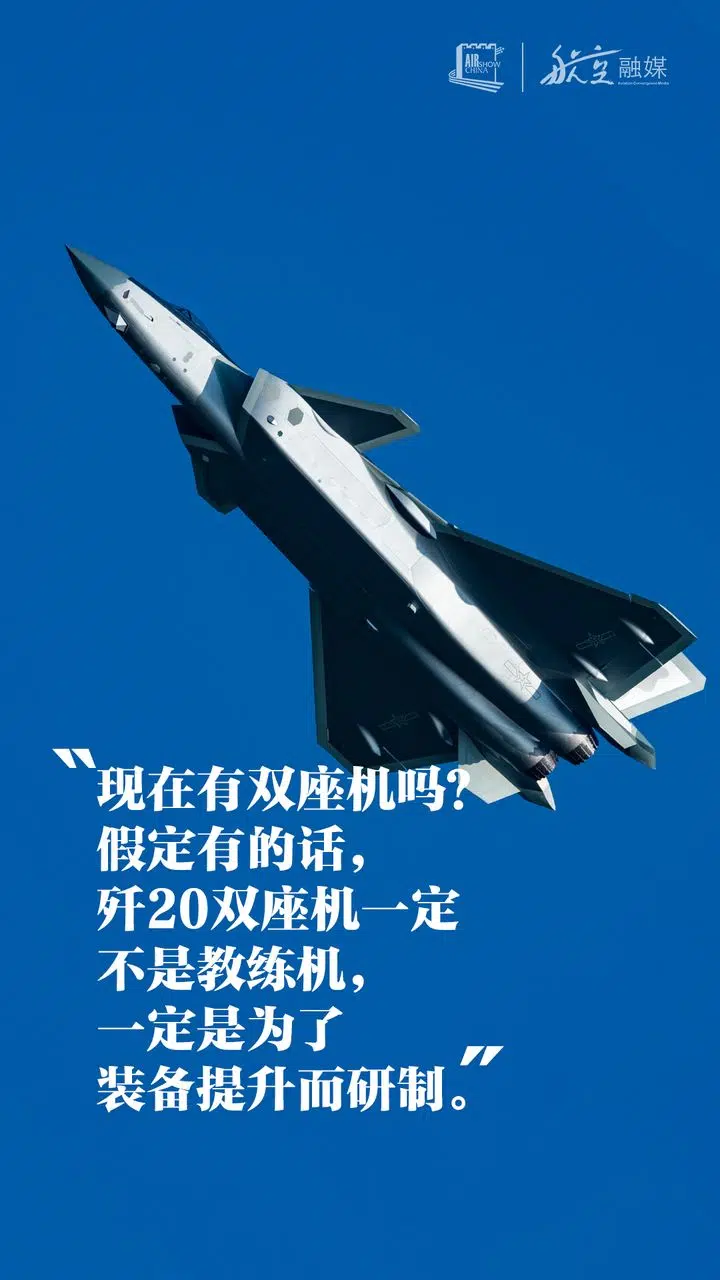 AIR SHOW
CHINA
航空融媒
Aviation Convergence Media
“现在有双座机吗?
假定有的话,
歼20双座机一定
不是教练机,
一定是为了
装备提升而研制。”